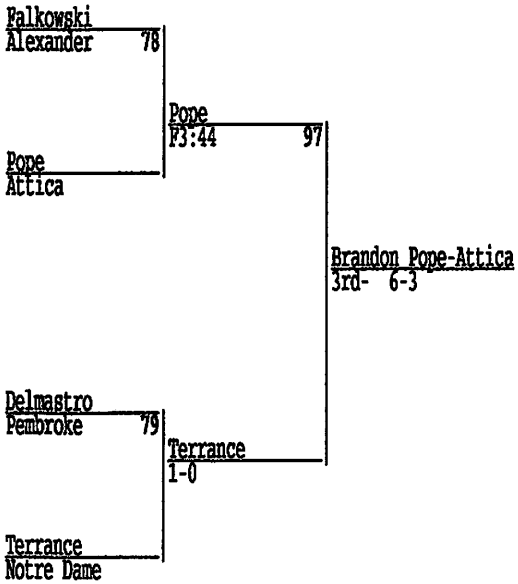 Falkowski
Alexander 78
Pope
F3:44 97
Pope
Attica
Brandon Pope-Attica
3rd- 6-3
Delmastro
Pembroke 79
Terrance
1-0
Terrance
Notre Dame